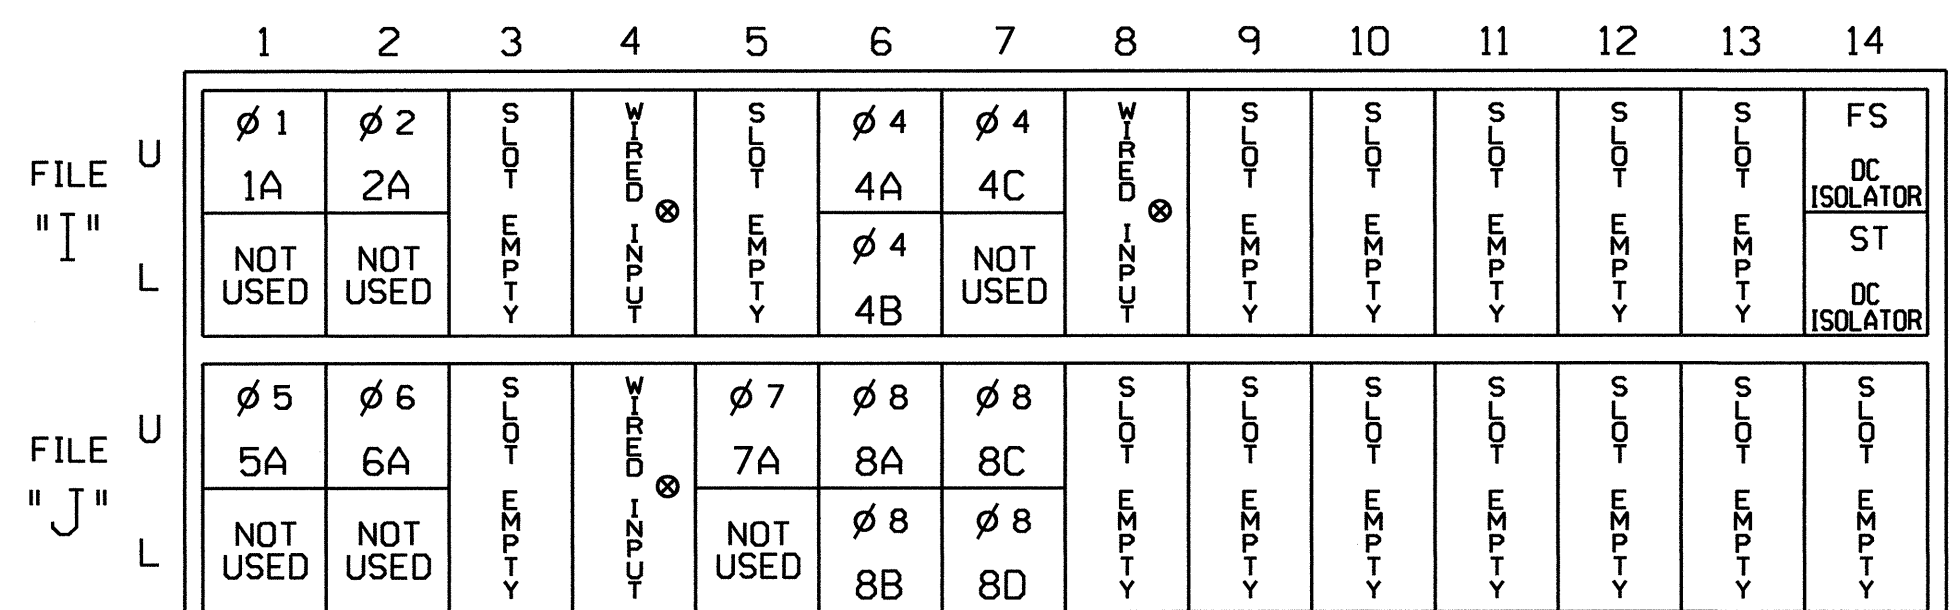 1 2 3 4 5 6 7 8 9 10 11 12 13 14
FILE "I"
U
L
Ø 1
1A
NOT
USED
Ø 2
2A
NOT
USED
SLOT EMPTY
WIRED INPUT
SLOT EMPTY
Ø 4
4A
Ø 4
4B
Ø 4
4C
NOT
USED
WIRED INPUT
SLOT EMPTY
SLOT EMPTY
SLOT EMPTY
SLOT EMPTY
SLOT EMPTY
FS
DC
ISOLATOR
ST
DC
ISOLATOR
FILE "J"
U
L
Ø 5
5A
NOT
USED
Ø 6
6A
NOT
USED
SLOT EMPTY
WIRED INPUT
Ø 7
7A
NOT
USED
Ø 8
8A
Ø 8
8B
Ø 8
8C
Ø 8
8D
SLOT EMPTY
SLOT EMPTY
SLOT EMPTY
SLOT EMPTY
SLOT EMPTY
SLOT EMPTY
SLOT EMPTY